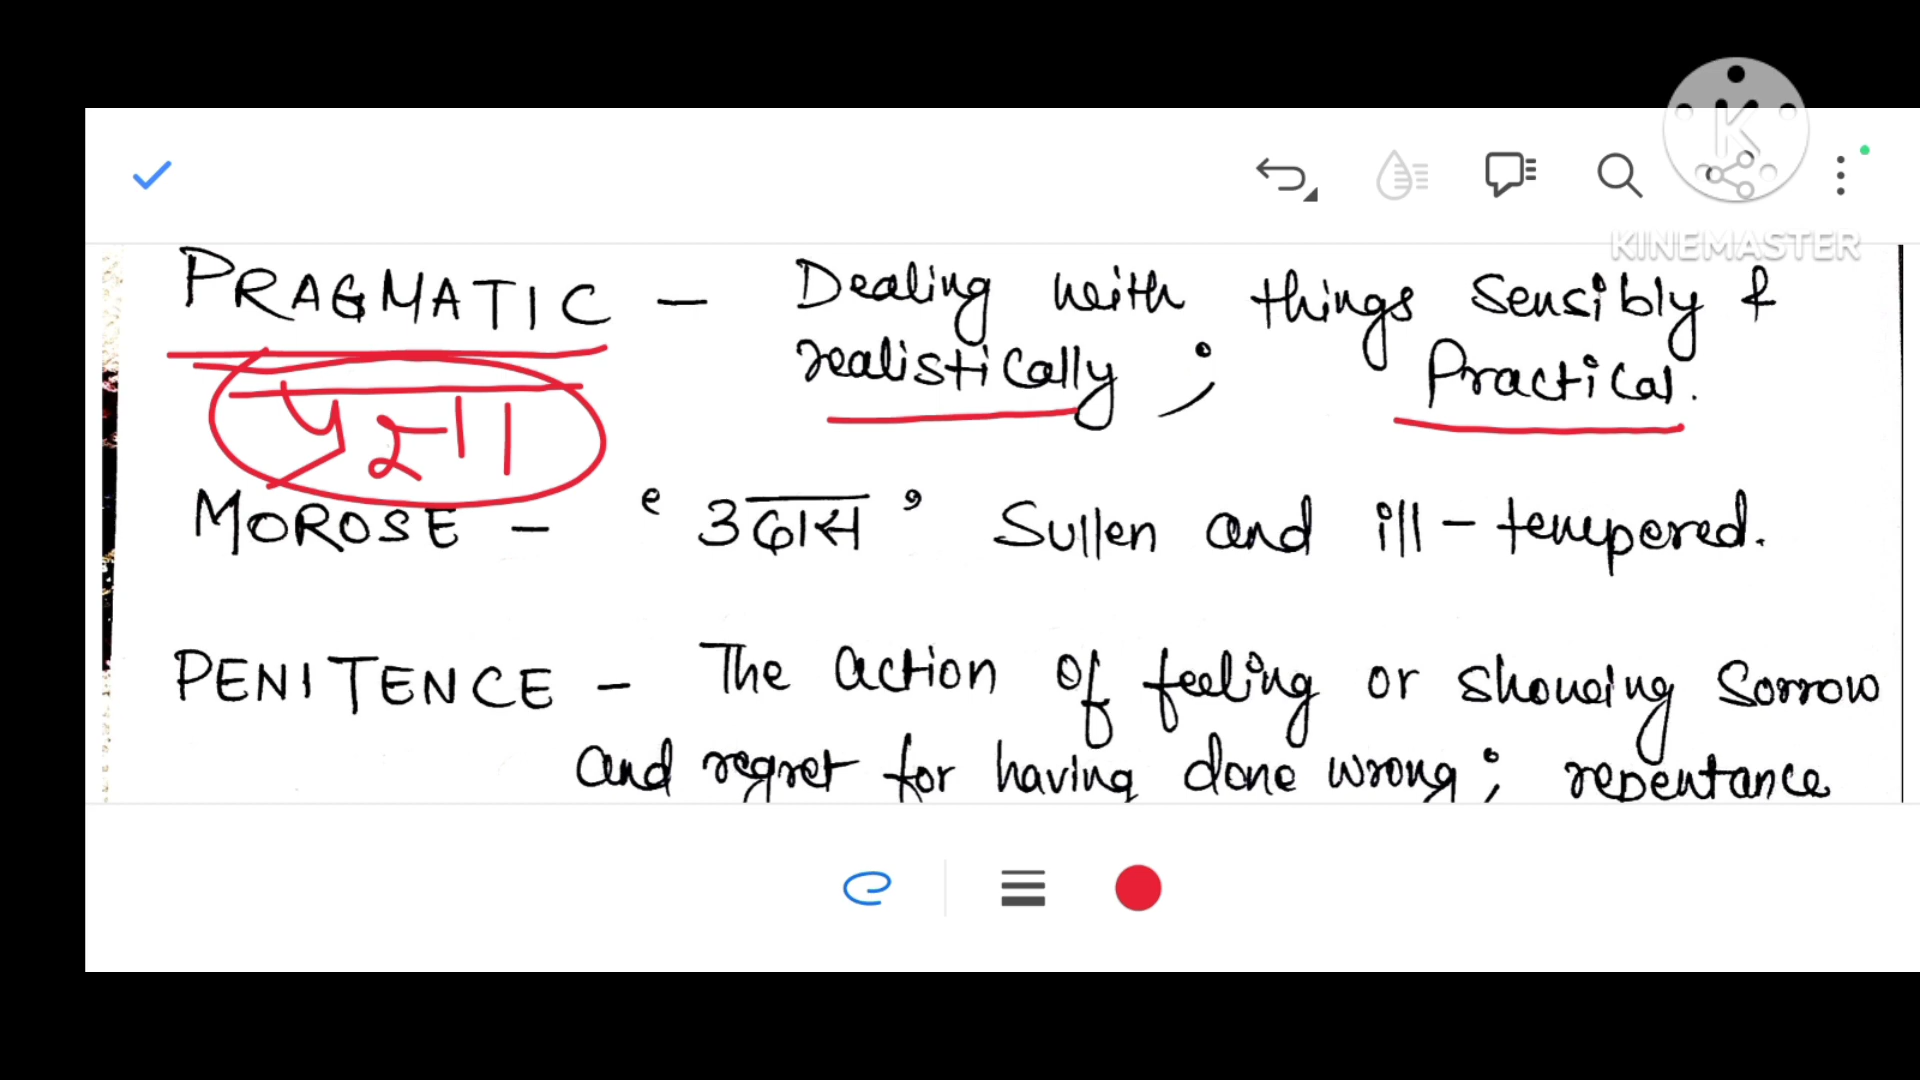 KINEMASTER
PRAGMATIC - Dealing with things Sensibly &
realistically; Practical.
MOROSE - ' उदास ' Sullen and ill-tempered.
PENITENCE - The action of feeling or showing Sorrow
and regret for having done wrong; repentance